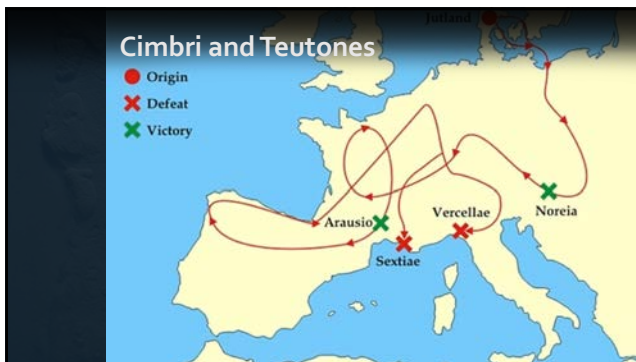 Jutland
Cimbri and Teutones
Origin
Defeat
Victory
Arausio
Vercellae
Noreia
Sextiae